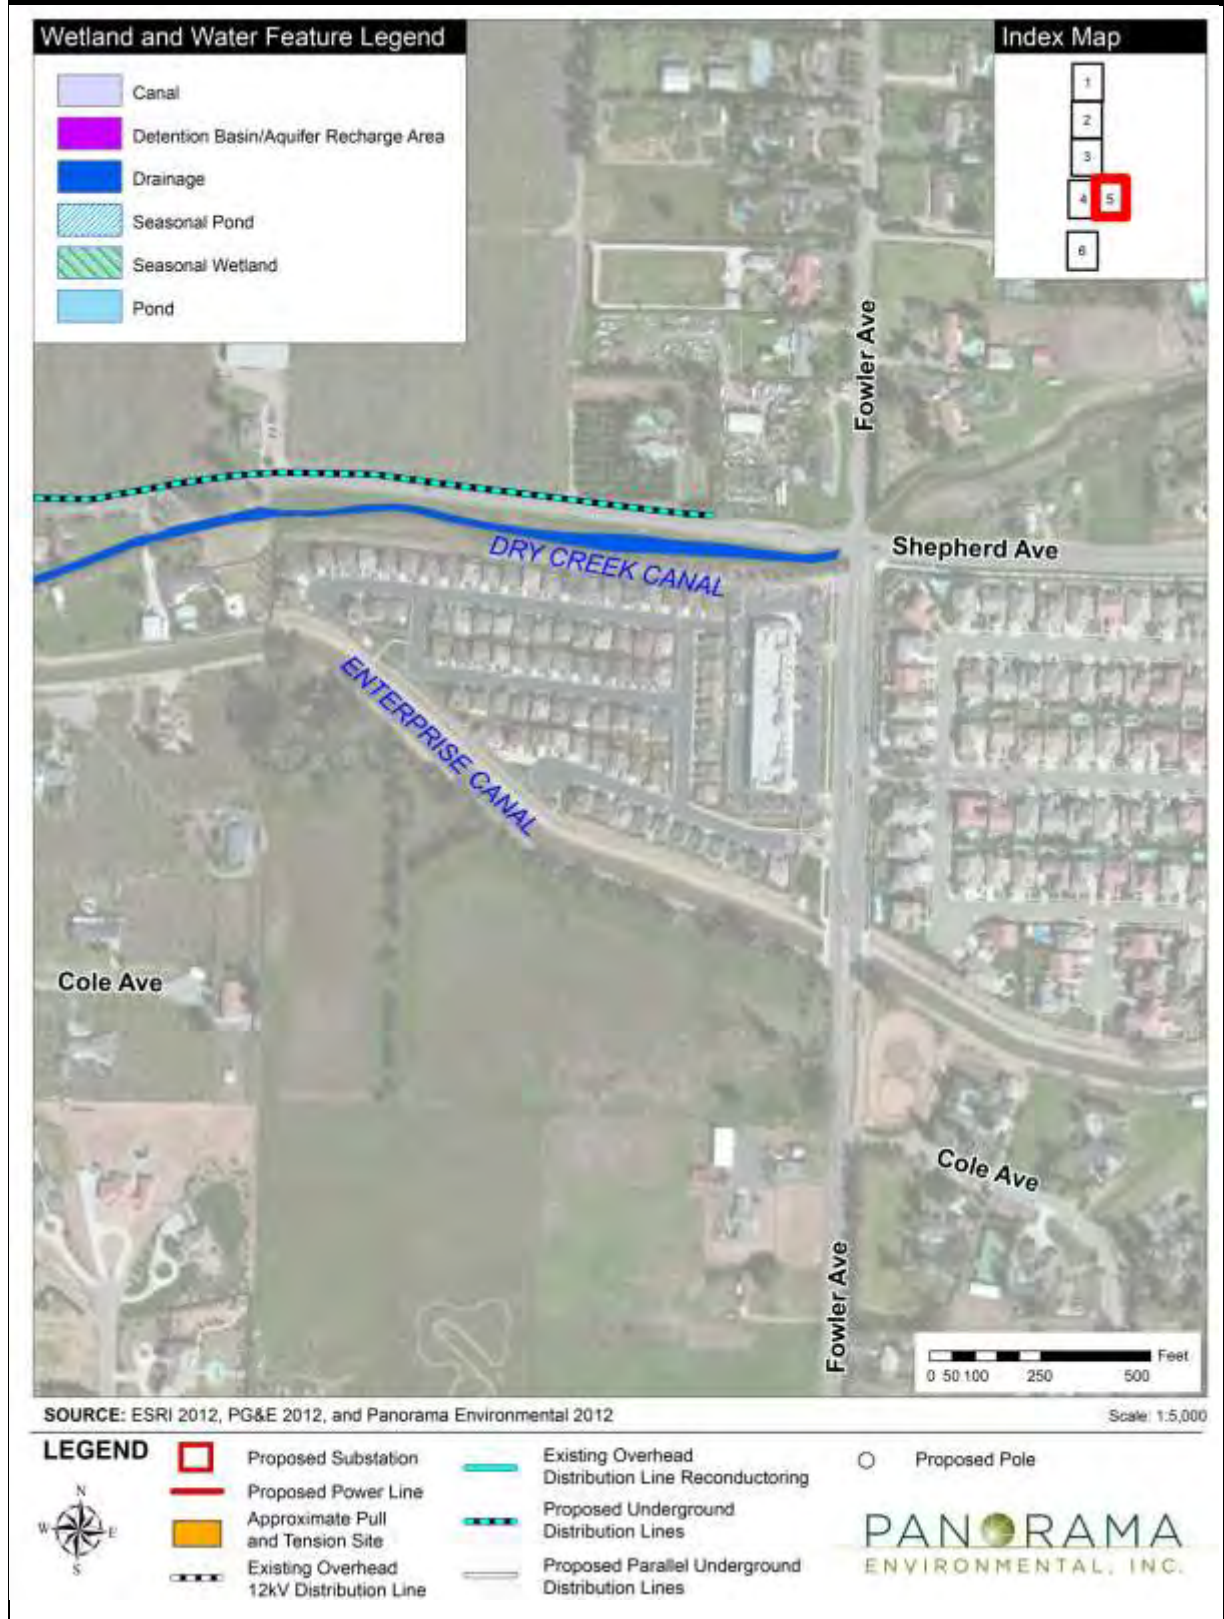 Wetland and Water Feature Legend
Canal
Detention Basin/Aquifer Recharge Area
Drainage
Seasonal Pond
Seasonal Wetland
Pond
Index Map
1
2
3
4
5
6
Fowler Ave
Shepherd Ave
DRY CREEK CANAL
ENTERPRISE CANAL
Cole Ave
Cole Ave
Fowler Ave
Feet
0 50 100 250 500
SOURCE: ESRI 2012, PG&E 2012, and Panorama Environmental 2012
Scale: 1:5,000
LEGEND
N
W E
S
Proposed Substation
Proposed Power Line
Approximate Pull
and Tension Site
Existing Overhead
12kV Distribution Line
Existing Overhead
Distribution Line Reconductoring
Proposed Underground
Distribution Lines
Proposed Parallel Underground
Distribution Lines
Proposed Pole
PANORAMA
ENVIRONMENTAL, INC.